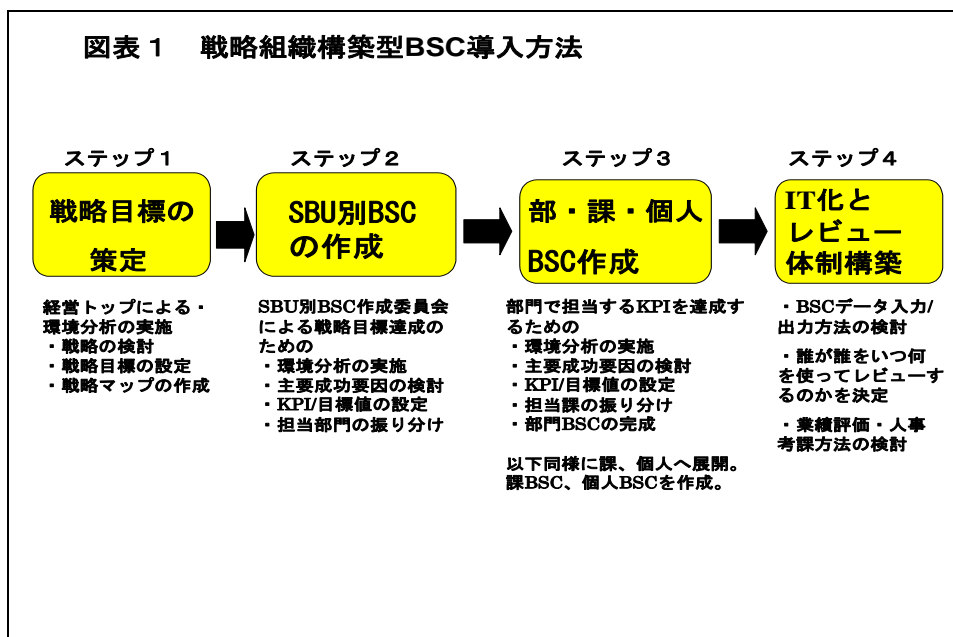 図表1 戦略組織構築型BSC導入方法
ステップ1
戦略目標の
策定
経営トップによる・
環境分析の実施
・戦略の検討
・戦略目標の設定
・戦略マップの作成
ステップ2
SBU別BSC
の作成
SBU別BSC作成委員会
による戦略目標達成の
ための
・環境分析の実施
・主要成功要因の検討
・KPI/目標値の設定
・担当部門の振り分け
ステップ3
部・課・個人
BSC作成
部門で担当するKPIを達成す
るための
・環境分析の実施
・主要成功要因の検討
・KPI/目標値の設定
・担当課の振り分け
・部門BSCの完成
以下同様に課、個人へ展開。
課BSC、個人BSCを作成。
ステップ4
IT化と
レビュー
体制構築
・BSCデータ入力/
出力方法の検討
・誰が誰をいつ何
を使ってレビューす
るのかを決定
・業績評価・人事
考課方法の検討